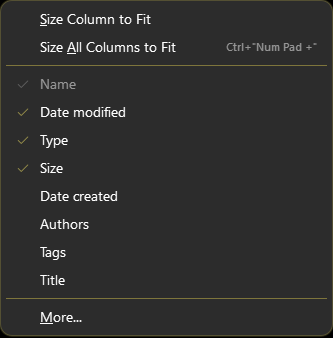 Size Column to Fit
Size All Columns to Fit Ctrl+"Num Pad +"
Name
Date modified
Type
Size
Date created
Authors
Tags
Title
More...